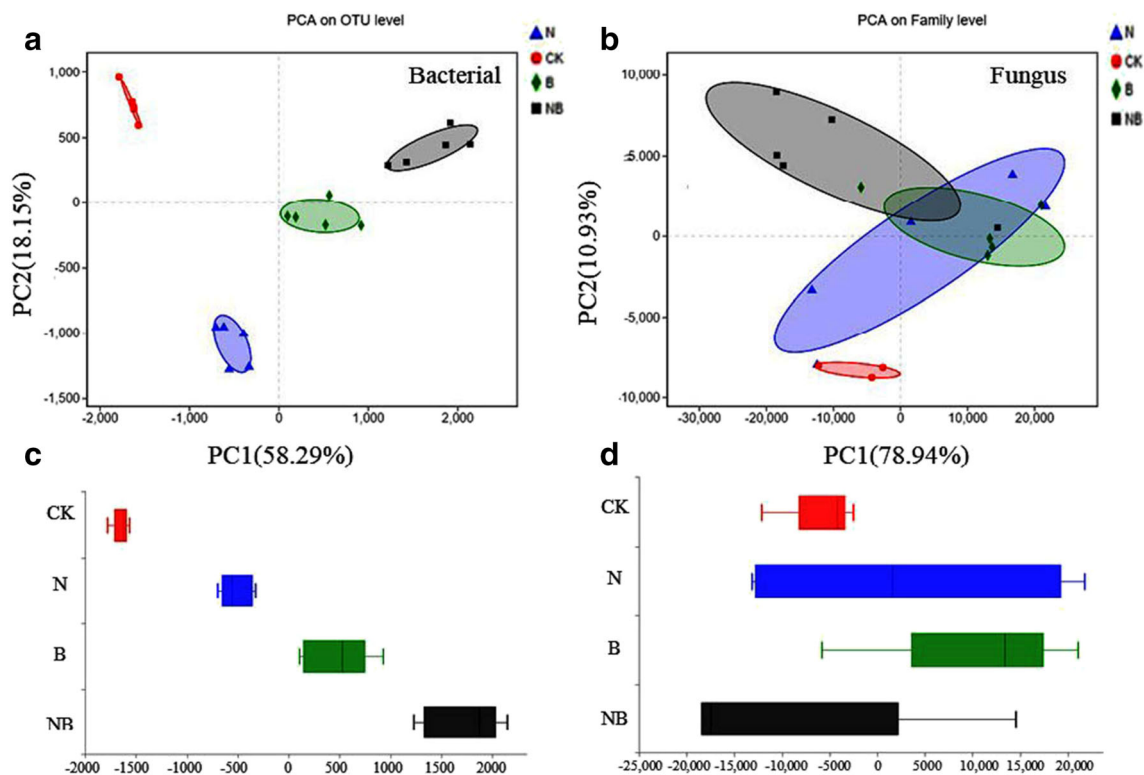 PCA on OTU level
a
N
CK
B
NB
Bacterial
1,000
500
0
-500
-1,000
-1,500
PC2(18.15%)
-2,000 -1,000 0 1,000 2,000
PC1(58.29%)
PCA on Family level
b
N
CK
B
NB
Fungus
10,000
5,000
0
-5,000
-10,000
PC2(10.93%)
-30,000 -20,000 -10,000 0 10,000 20,000
PC1(78.94%)
c
CK
N
B
NB
-2000 -1500 -1000 -500 0 500 1000 1500 2000
d
CK
N
B
NB
-25,000 -20,000 -15,000 -10,000 -5000 0 5000 10,000 15,000 20,000